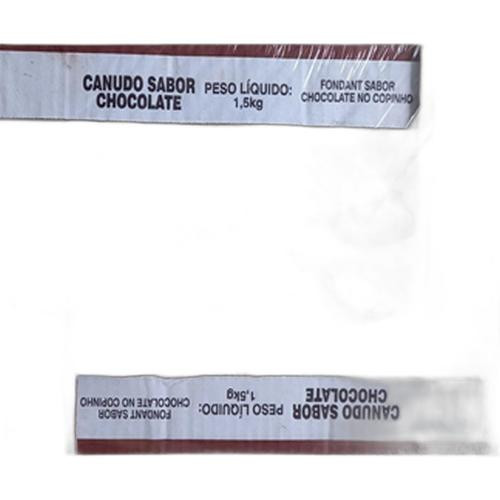 CANUDO SABOR
CHOCOLATE
PESO LÍQUIDO:
1,5kg
FONDANT SABOR
CHOCOLATE NO COPINHO
CANUDO SABOR
CHOCOLATE
PESO LÍQUIDO:
1,5kg
FONDANT SABOR
CHOCOLATE NO COPINHO